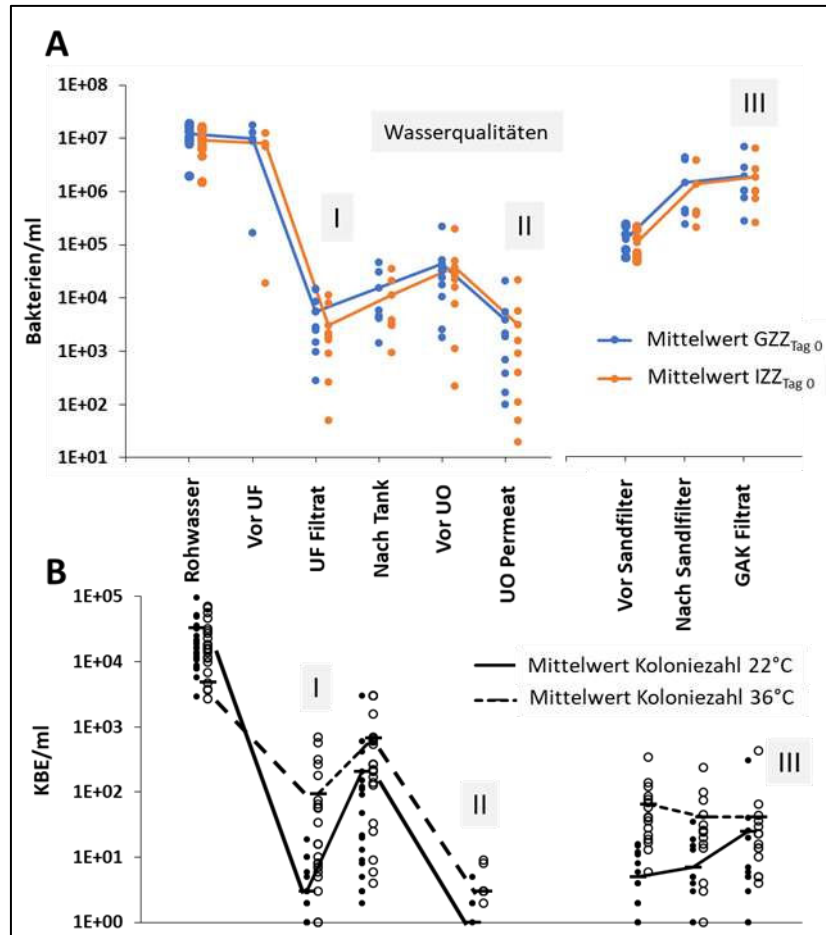 A
1E+08
1E+07
1E+06
1E+05
1E+04
1E+03
1E+02
1E+01
Bakterien/ml
Wasserqualitäten
I
II
III
Mittelwert GZZTag 0
Mittelwert IZZTag 0
Rohwasser
Vor UF
UF Filtrat
Nach Tank
Vor UO
UO Permeat
Vor Sandfilter
Nach Sandlfilter
GAK Filtrat
B
1E+05
1E+04
1E+03
1E+02
1E+01
1E+00
KBE/ml
I
II
III
Mittelwert Koloniezahl 22°C
Mittelwert Koloniezahl 36°C